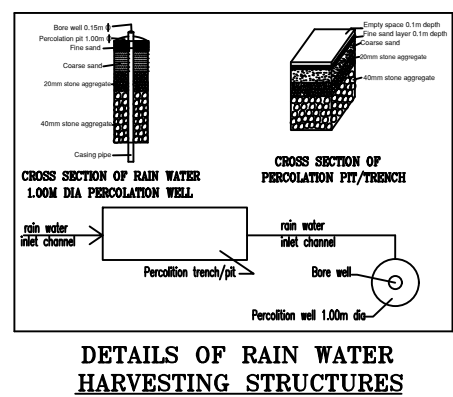 Bore well 0.15m ϕ
Percolation pit 1.00m ϕ
Fine sand
Coarse sand
20mm stone aggregate
40mm stone aggregate
Casing pipe
CROSS SECTION OF RAIN WATER
1.00M DIA PERCOLATION WELL
Empty space 0.1m depth
Fine sand layer 0.1m depth
Coarse sand
20mm stone aggregate
40mm stone aggregate
CROSS SECTION OF
PERCOLATION PIT/TRENCH
rain water
inlet channel
Percolition trench/pit
rain water
inlet channel
Bore well
Percolition well 1.00m dia
DETAILS OF RAIN WATER
HARVESTING STRUCTURES